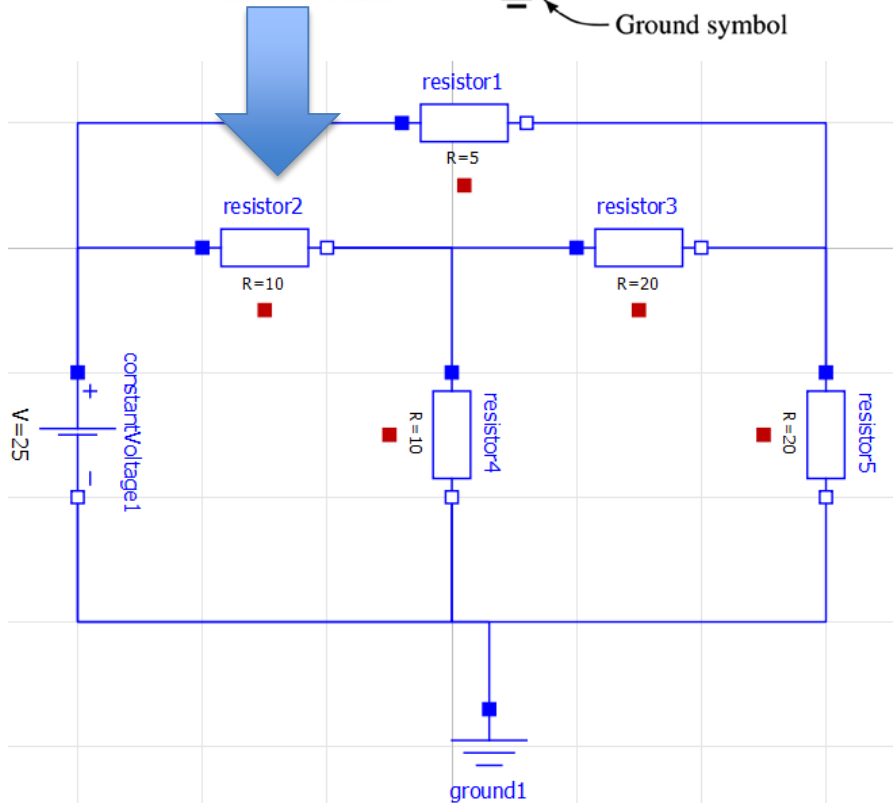 Ground symbol
resistor1
R=5
resistor2
R=10
resistor3
R=20
constantVoltage1
+
−
V=25
resistor4
R=10
resistor5
R=20
ground1